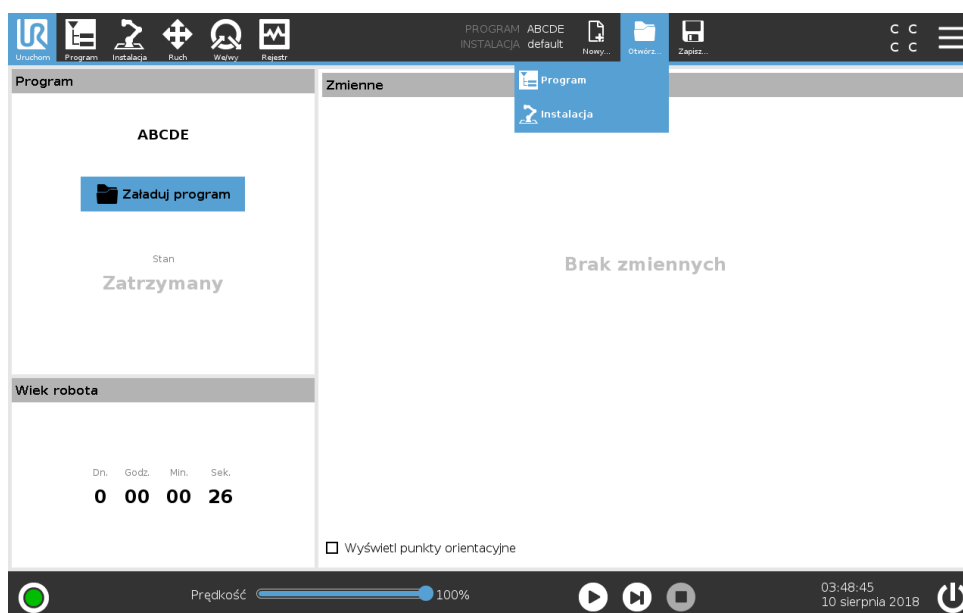 UR
Uruchom
Program
Instalacja
Ruch
We/wy
Rejestr
PROGRAM ABCDE
INSTALACJA default
Nowy...
Otwórz...
Zapisz...
C C
C C
Program
Instalacja
Program
ABCDE
Załaduj program
Stan
Zatrzymany
Zmienne
Brak zmiennych
Wiek robota
Dn. Godz. Min. Sek.
0 00 00 26
Wyświetl punkty orientacyjne
Prędkość 100%
03:48:45
10 sierpnia 2018